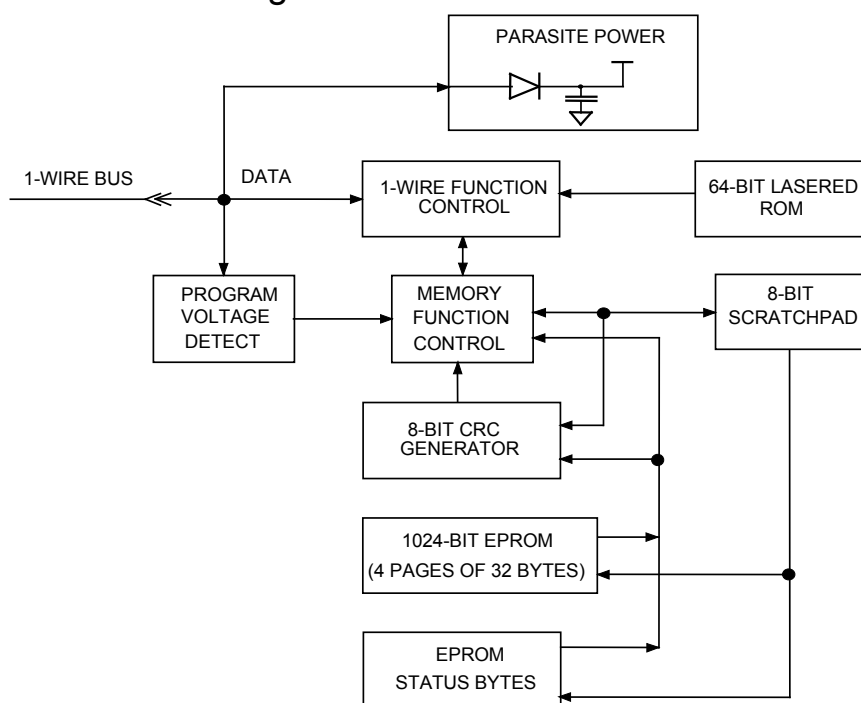 PARASITE POWER
1-WIRE BUS
DATA
1-WIRE FUNCTION
CONTROL
64-BIT LASERED
ROM
PROGRAM
VOLTAGE
DETECT
MEMORY
FUNCTION
CONTROL
8-BIT
SCRATCHPAD
8-BIT CRC
GENERATOR
1024-BIT EPROM
(4 PAGES OF 32 BYTES)
EPROM
STATUS BYTES